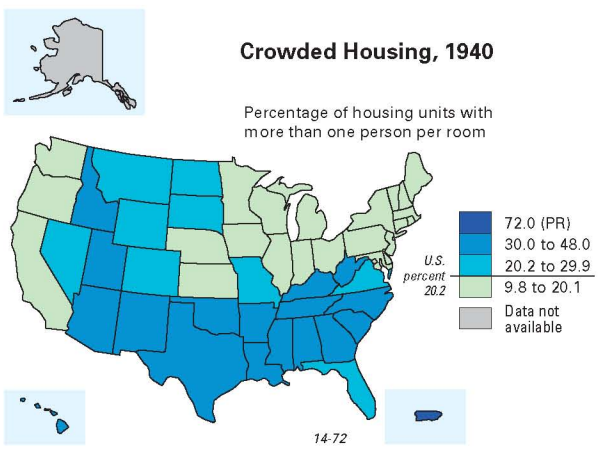 Crowded Housing, 1940
Percentage of housing units with
more than one person per room
72.0 (PR)
30.0 to 48.0
20.2 to 29.9
9.8 to 20.1
Data not
available
U.S.
percent
20.2
14-72